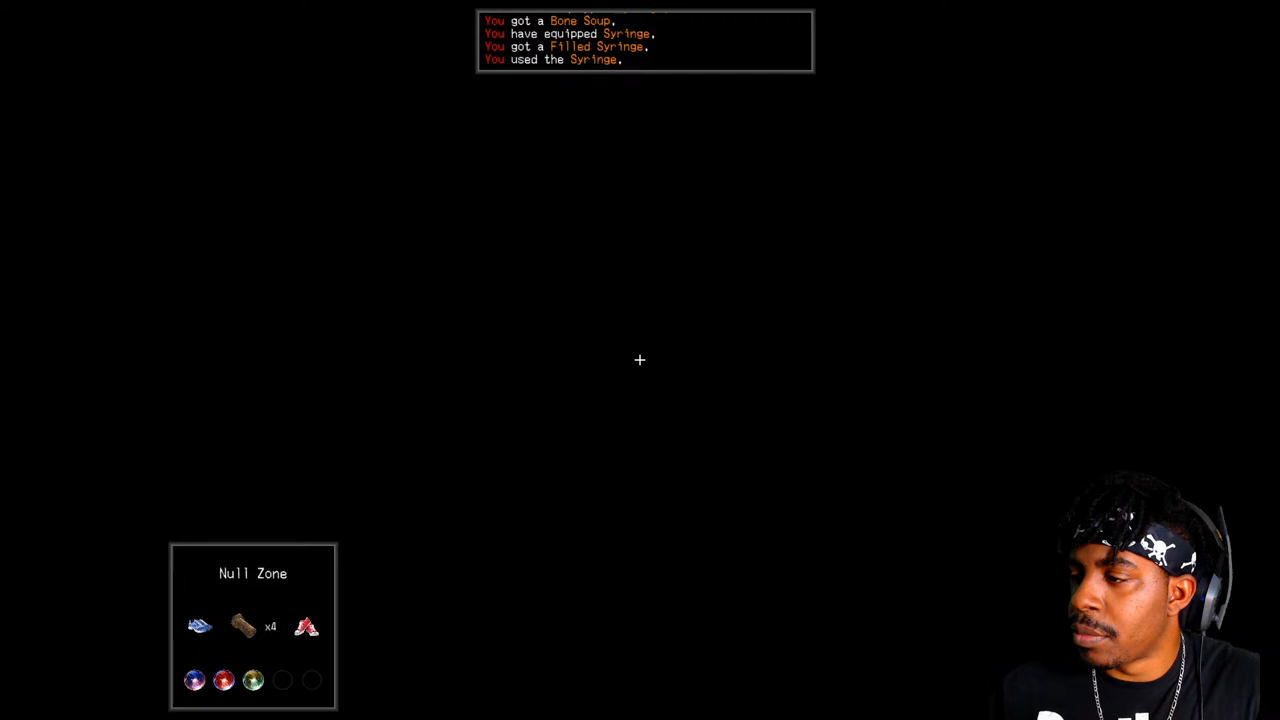 You got a Bone Soup.
You have equipped Syringe.
You got a Filled Syringe.
You used the Syringe.
Null Zone
x4